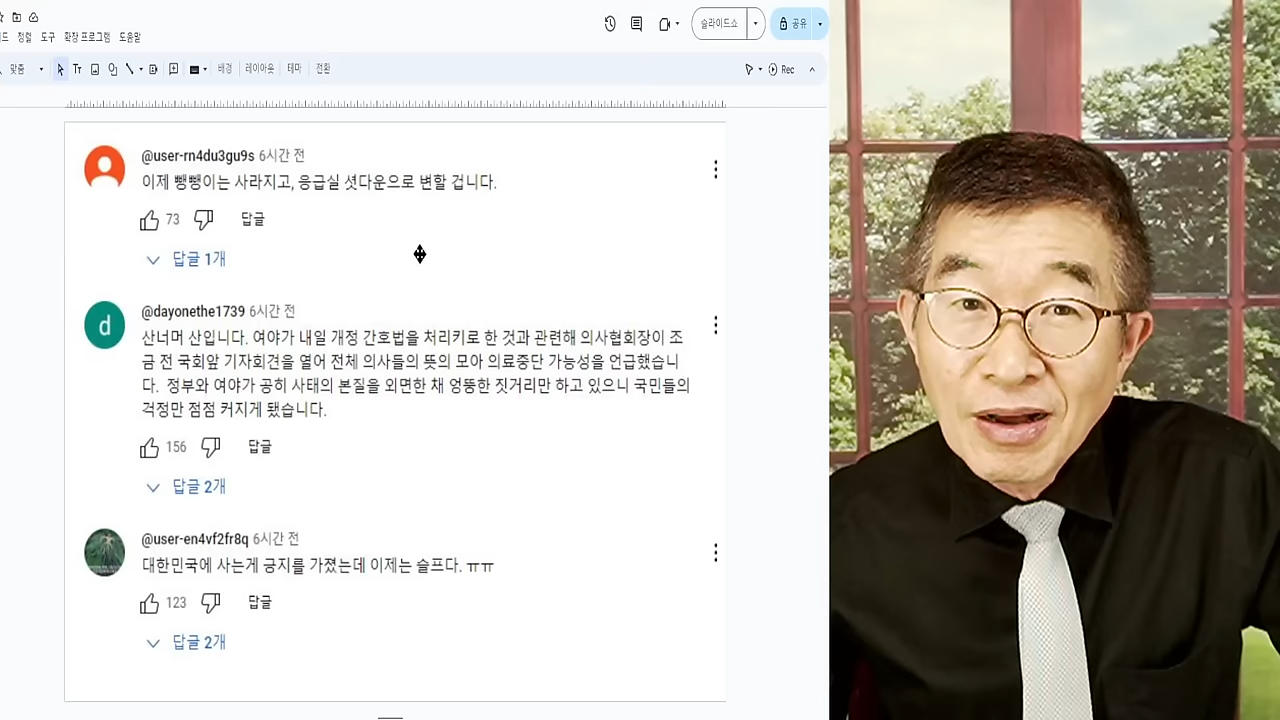 슬라이드쇼
공유
정렬 도구 확장 프로그램 도움말
맞춤 Tт 배경 레이아웃 테마 전환 Rec
@user-rn4du3gu9s 6시간 전
이제 뺑뺑이는 사라지고, 응급실 셧다운으로 변할 겁니다.
73 답글
답글 1개
d
@dayonethe1739 6시간 전
산너머 산입니다. 여야가 내일 개정 간호법을 처리키로 한 것과 관련해 의사협회장이 조
금 전 국회앞 기자회견을 열어 전체 의사들의 뜻의 모아 의료중단 가능성을 언급했습니
다. 정부와 여야가 공히 사태의 본질을 외면한 채 엉뚱한 짓거리만 하고 있으니 국민들의
걱정만 점점 커지게 됐습니다.
156 답글
답글 2개
@user-en4vf2fr8q 6시간 전
대한민국에 사는게 긍지를 가졌는데 이제는 슬프다. ㅠㅠ
123 답글
답글 2개